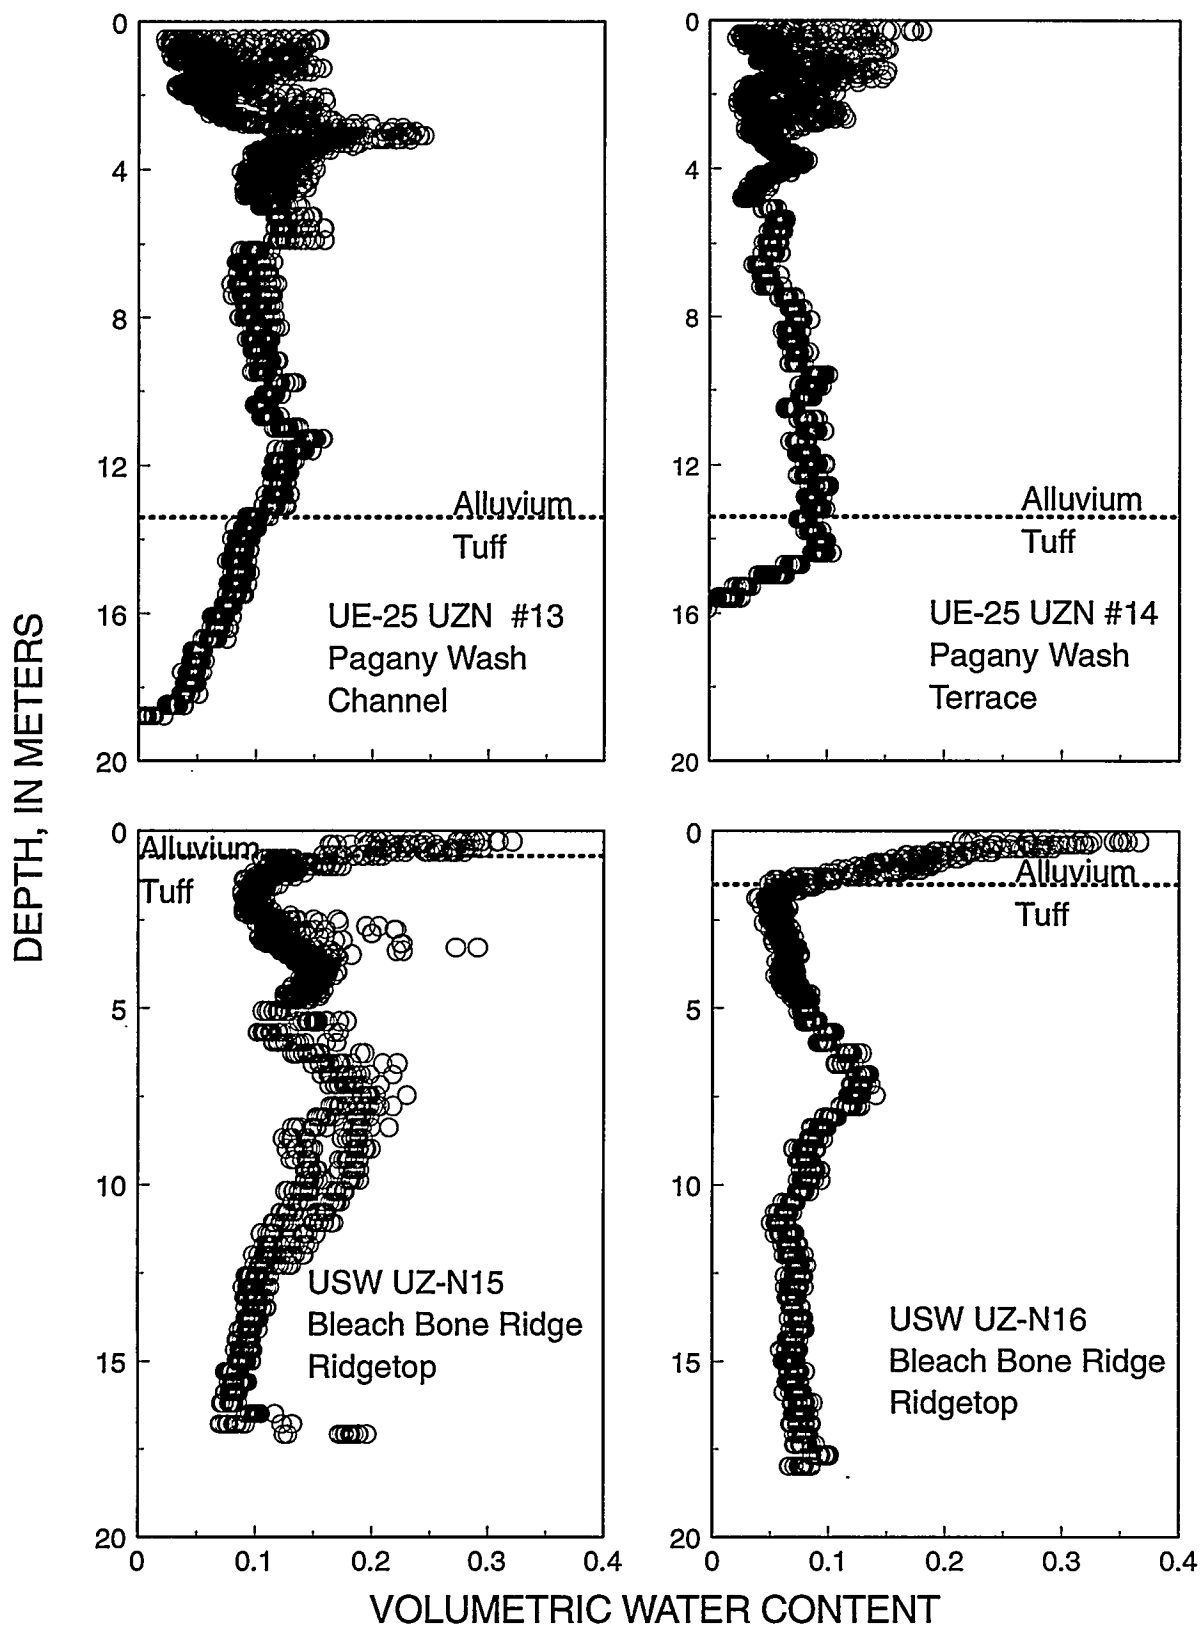 DEPTH, IN METERS
0
4
8
12
16
20
Alluvium
Tuff
UE-25 UZN #13
Pagany Wash
Channel
0
4
8
12
16
20
Alluvium
Tuff
UE-25 UZN #14
Pagany Wash
Terrace
0
5
10
15
20
Alluvium
Tuff
USW UZ-N15
Bleach Bone Ridge
Ridgetop
0 0.1 0.2 0.3 0.4
0
5
10
15
20
Alluvium
Tuff
USW UZ-N16
Bleach Bone Ridge
Ridgetop
0 0.1 0.2 0.3 0.4
VOLUMETRIC WATER CONTENT